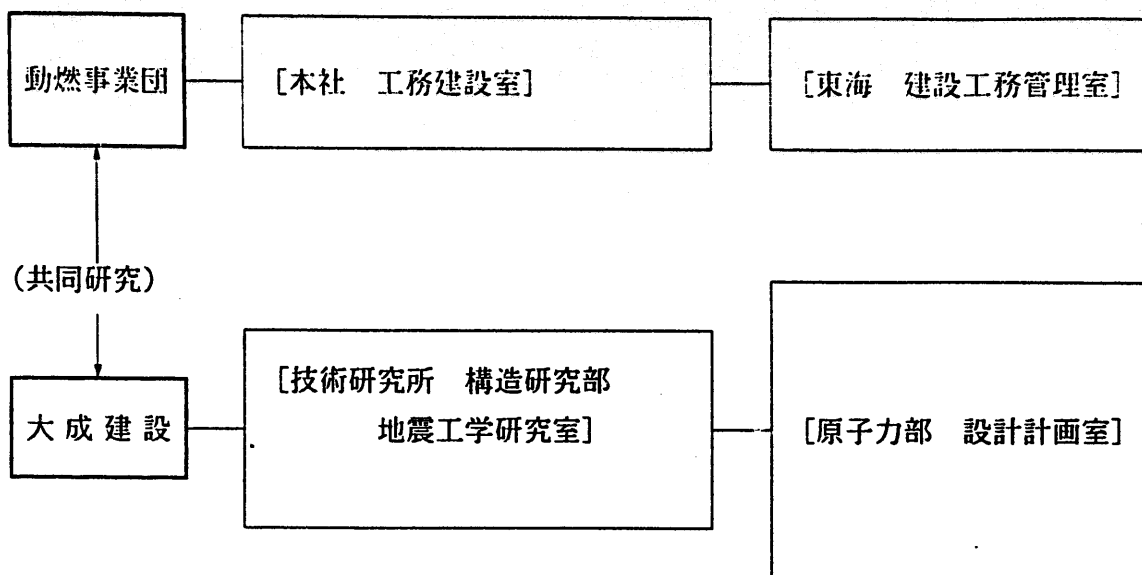 動燃事業団
[本社　工務建設室]
[東海　建設工務管理室]
(共同研究)
大成建設
[技術研究所　構造研究部
地震工学研究室]
[原子力部　設計計画室]